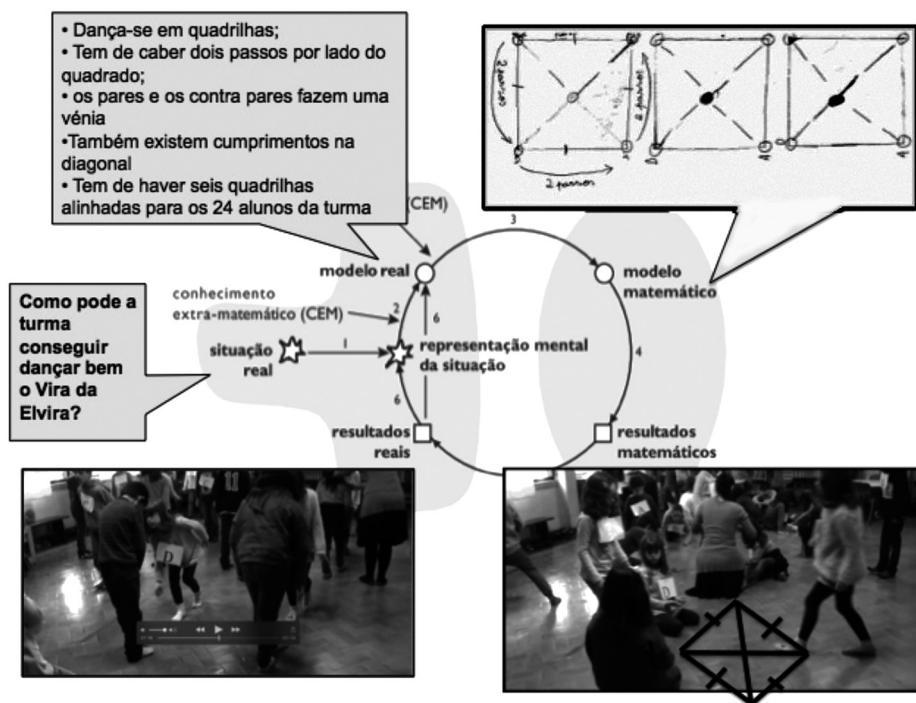 • Dança-se em quadrilhas;
• Tem de caber dois passos por lado do
quadrado;
• os pares e os contra pares fazem uma
vénia
•Também existem cumprimentos na
diagonal
• Tem de haver seis quadrilhas
alinhadas para os 24 alunos da turma
2 passos
2 passos
2 passos
A
A
(CEM)
3
modelo real
modelo
matemático
conhecimento
extra-matemático (CEM)
2
6
Como pode a
turma
conseguir
dançar bem
o Vira da
Elvira?
situação
real
1
representação mental
da situação
4
6
resultados
reais
resultados
matemáticos
D
D